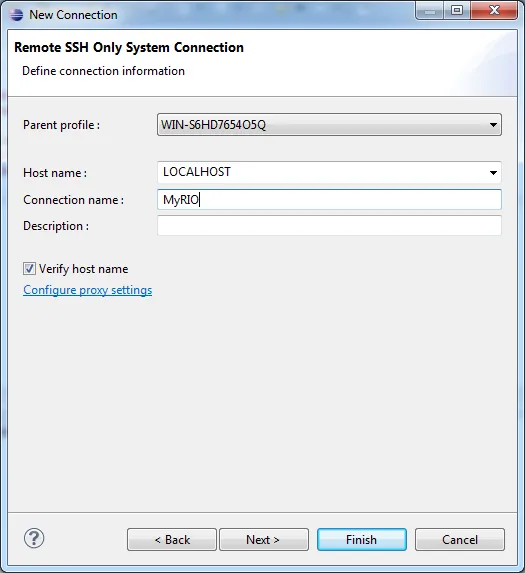 New Connection
Remote SSH Only System Connection
Define connection information
Parent profile : WIN-S6HD7654O5Q
Host name : LOCALHOST
Connection name : MyRIO
Description :
Verify host name
Configure proxy settings
? < Back Next > Finish Cancel